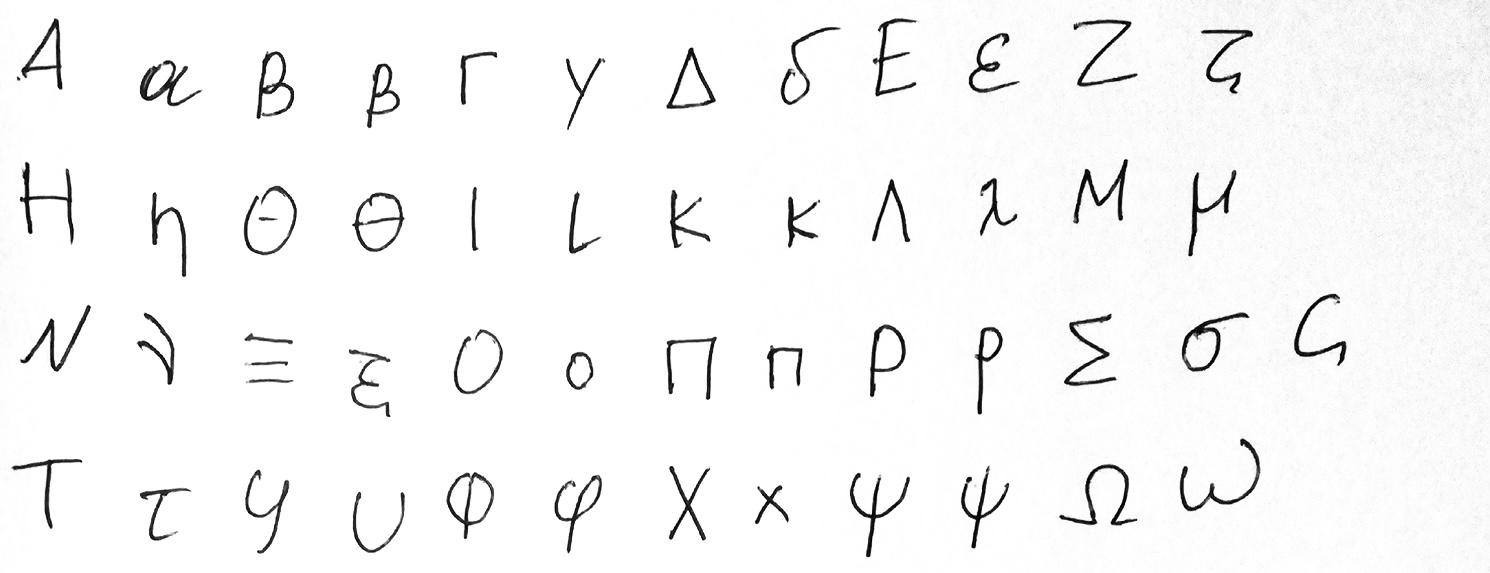 Α α Β β Γ γ Δ δ Ε ε Ζ ζ
Η η Θ θ Ι ι Κ κ Λ λ Μ μ
Ν ν Ξ ξ Ο ο Π π Ρ ρ Σ σ ς
Τ τ Υ υ Φ φ Χ χ Ψ ψ Ω ω